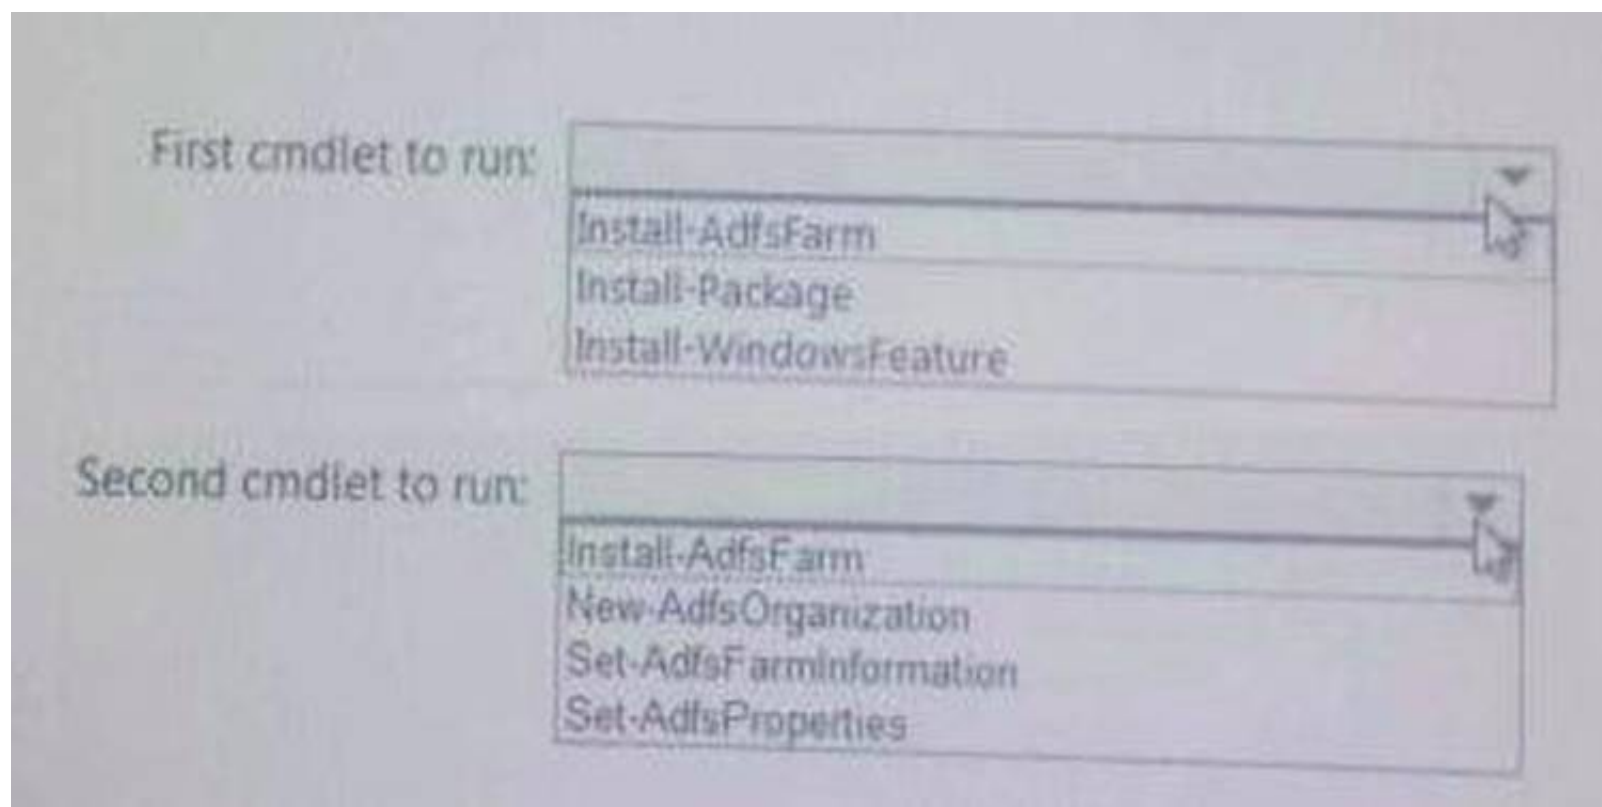 First cmdlet to run:
Install-AdfsFarm
Install-Package
Install-WindowsFeature
Second cmdlet to run:
Install-AdfsFarm
New-AdfsOrganization
Set-AdfsFarmInformation
Set-AdfsProperties